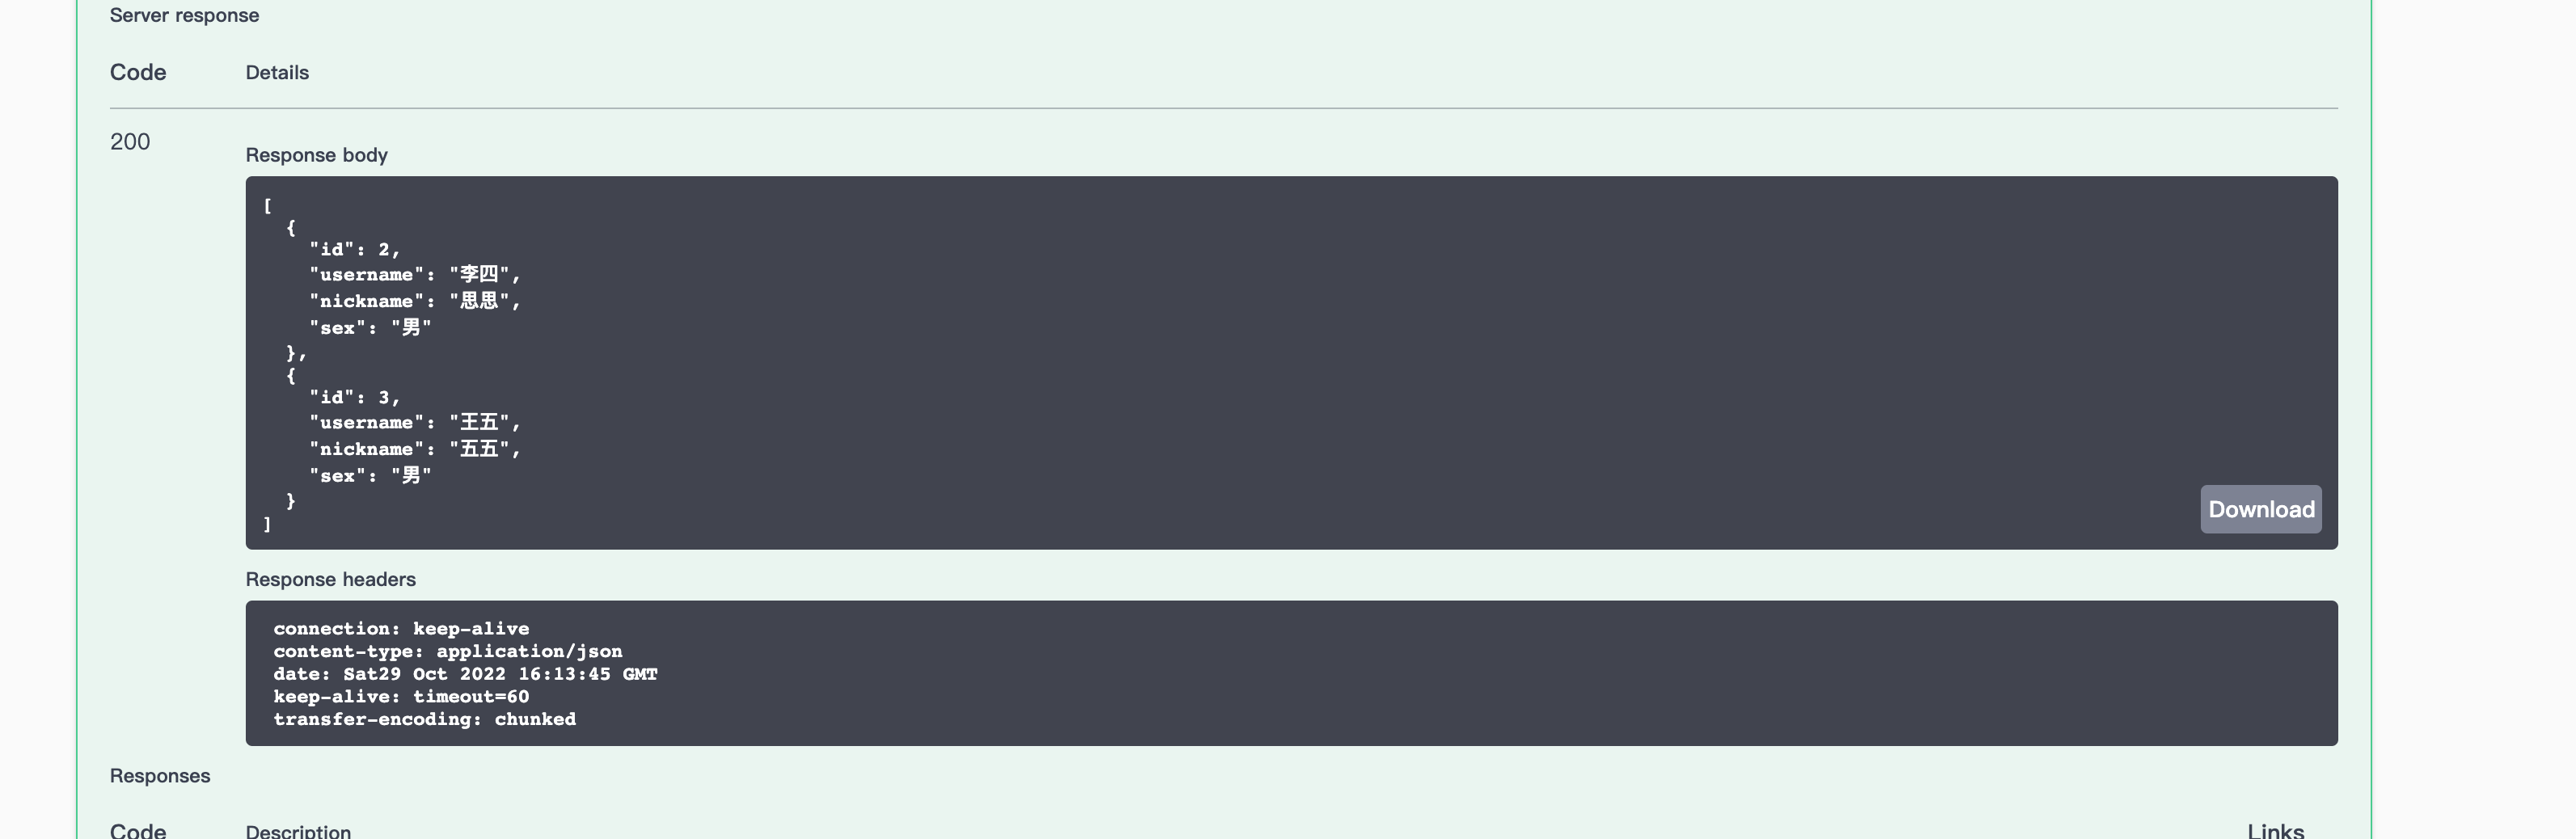 Server response
Code Details
200
Response body
[
  {
    "id": 2,
    "username": "李四",
    "nickname": "思思",
    "sex": "男"
  },
  {
    "id": 3,
    "username": "王五",
    "nickname": "五五",
    "sex": "男"
  }
]
Download
Response headers
connection: keep-alive
content-type: application/json
date: Sat29 Oct 2022 16:13:45 GMT
keep-alive: timeout=60
transfer-encoding: chunked
Responses
Code Description Links